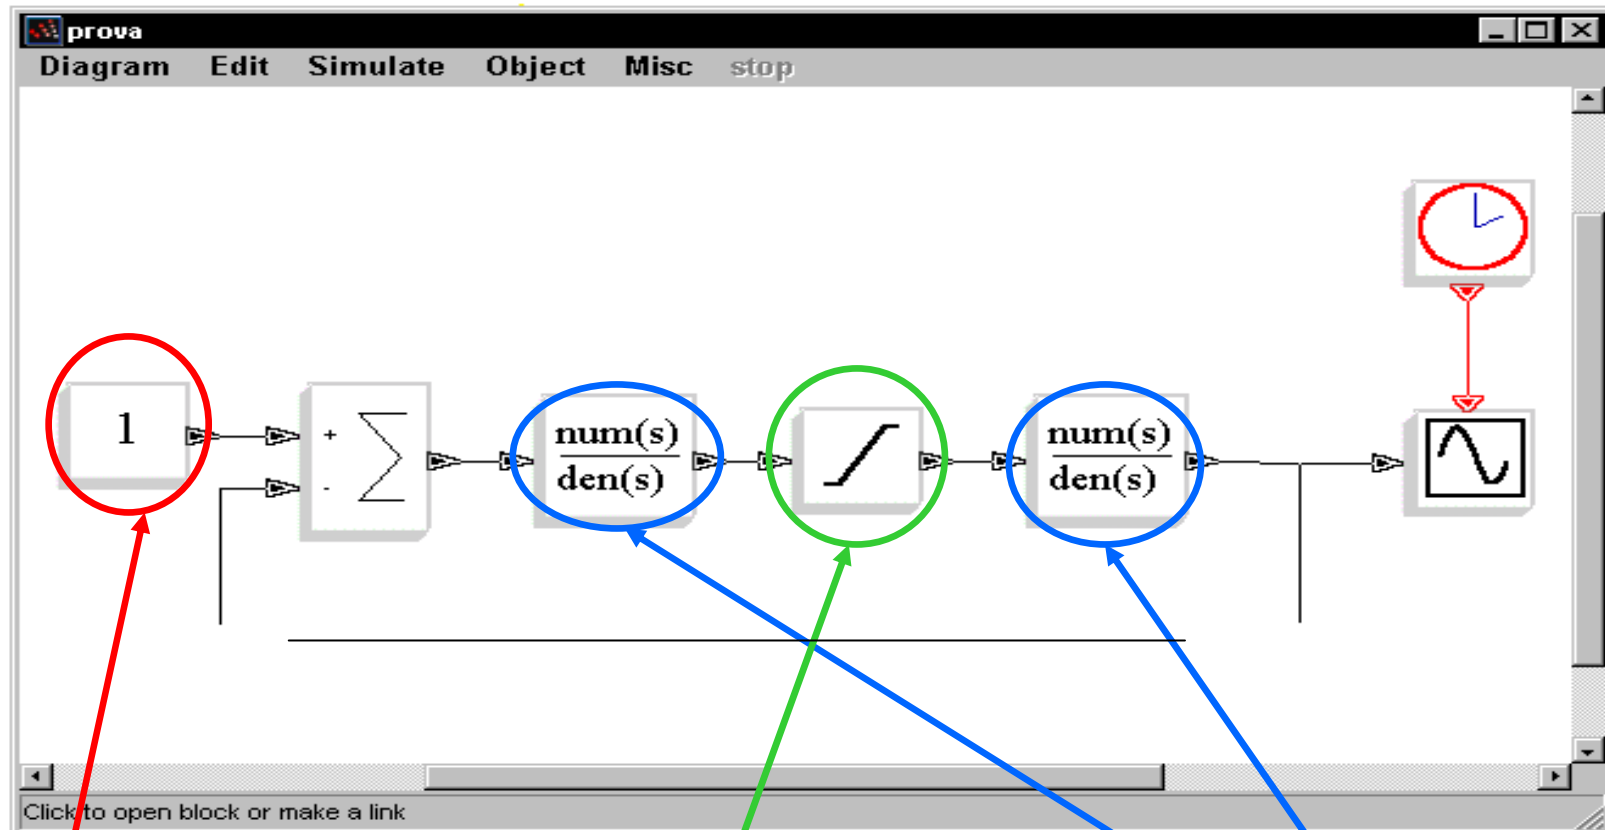 prova
Diagram Edit Simulate Object Misc stop
1
+
-
num(s)
den(s)
num(s)
den(s)
Click to open block or make a link